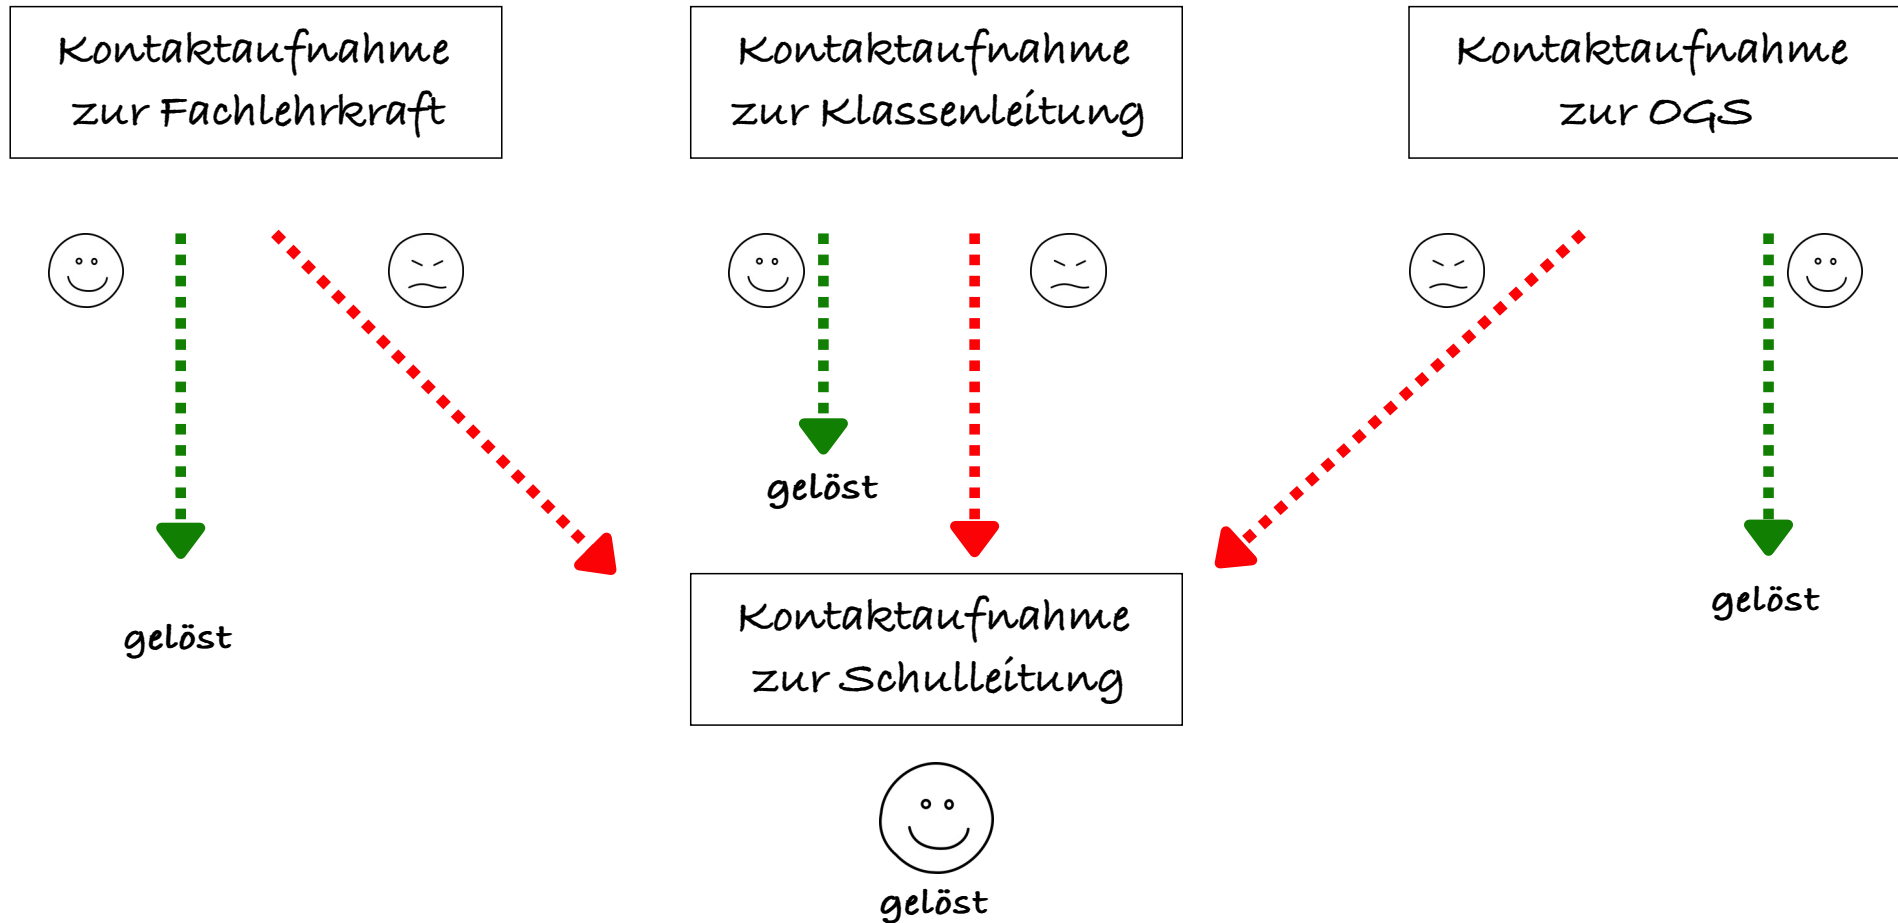 Kontaktaufnahme
zur Fachlehrkraft
Kontaktaufnahme
zur Klassenleitung
Kontaktaufnahme
zur OGS
gelöst
gelöst
gelöst
Kontaktaufnahme
zur Schulleitung
gelöst